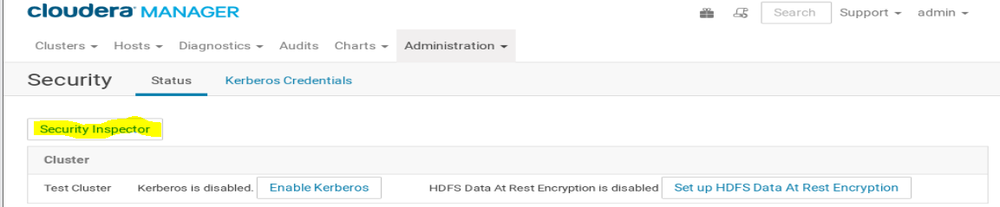 cloudera MANAGER Search Support admin
Clusters Hosts Diagnostics Audits Charts Administration
Security Status Kerberos Credentials
Security Inspector
Cluster
Test Cluster Kerberos is disabled. Enable Kerberos HDFS Data At Rest Encryption is disabled Set up HDFS Data At Rest Encryption